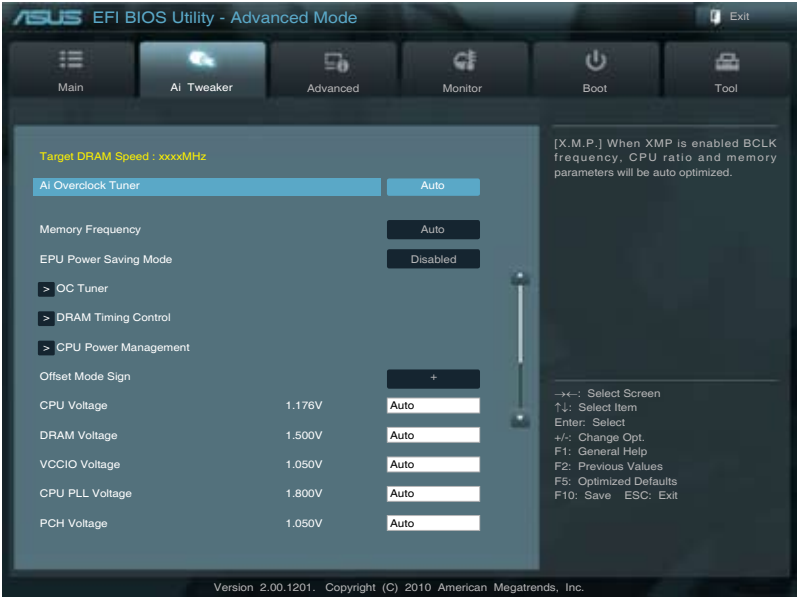 ASUS EFI BIOS Utility - Advanced Mode
Exit
Main
Ai Tweaker
Advanced
Monitor
Boot
Tool
Target DRAM Speed : xxxxMHz
Ai Overclock Tuner Auto
Memory Frequency Auto
EPU Power Saving Mode Disabled
> OC Tuner
> DRAM Timing Control
> CPU Power Management
Offset Mode Sign +
CPU Voltage 1.176V Auto
DRAM Voltage 1.500V Auto
VCCIO Voltage 1.050V Auto
CPU PLL Voltage 1.800V Auto
PCH Voltage 1.050V Auto
[X.M.P.] When XMP is enabled BCLK
frequency, CPU ratio and memory
parameters will be auto optimized.
→←: Select Screen
↑↓: Select Item
Enter: Select
+/-: Change Opt.
F1: General Help
F2: Previous Values
F5: Optimized Defaults
F10: Save ESC: Exit
Version 2.00.1201. Copyright (C) 2010 American Megatrends, Inc.